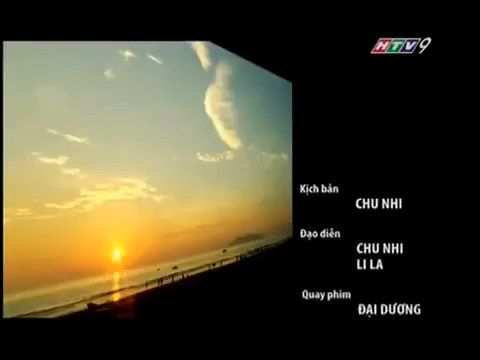 HTV9
Kịch bản
CHU NHI
Đạo diễn
CHU NHI
LI LA
Quay phim
ĐẠI DƯƠNG